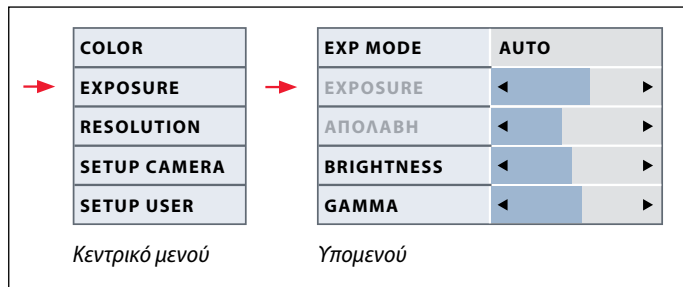 COLOR
EXPOSURE
RESOLUTION
SETUP CAMERA
SETUP USER
Κεντρικό μενού
EXP MODE AUTO
EXPOSURE
ΑΠΟΛΑΒΗ
BRIGHTNESS
GAMMA
Υπομενού